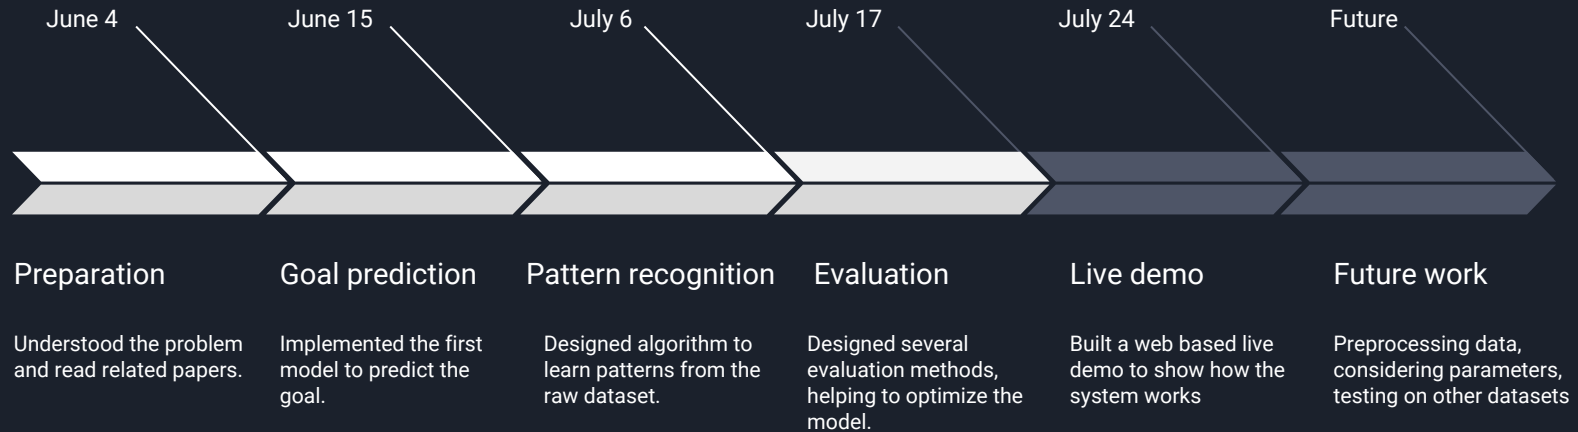 June 4
June 15
July 6
July 17
July 24
Future
Preparation
Goal prediction
Pattern recognition
Evaluation
Live demo
Future work
Understood the problem
and read related papers.
Implemented the first
model to predict the
goal.
Designed algorithm to
learn patterns from the
raw dataset.
Designed several
evaluation methods,
helping to optimize the
model.
Built a web based live
demo to show how the
system works
Preprocessing data,
considering parameters,
testing on other datasets